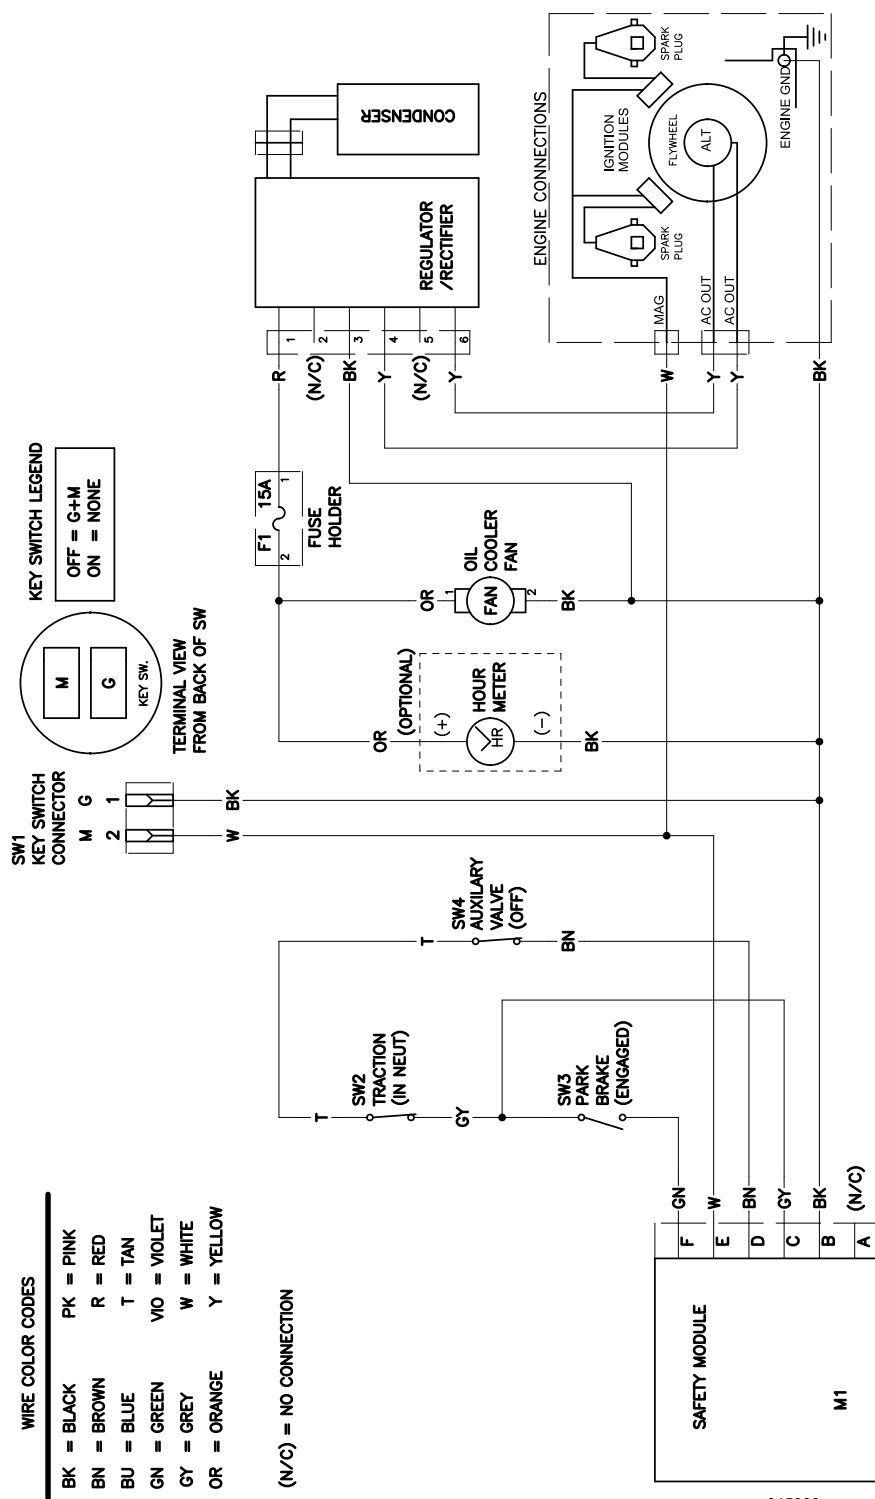 WIRE COLOR CODES
BK = BLACK PK = PINK
BN = BROWN R = RED
BU = BLUE T = TAN
GN = GREEN VIO = VIOLET
GY = GREY W = WHITE
OR = ORANGE Y = YELLOW
(N/C) = NO CONNECTION
SW1
KEY SWITCH
CONNECTOR
M G
2 1
W BK
M
G
KEY SW.
TERMINAL VIEW
FROM BACK OF SW
KEY SWITCH LEGEND
OFF = G+M
ON = NONE
F1 15A
2 1
FUSE
HOLDER
CONDENSER
REGULATOR
/RECTIFIER
R 1
(N/C) 2
BK 3
Y 4
(N/C) 5
Y 6
T
SW2
TRACTION
(IN NEUT)
GY
SW3
PARK
BRAKE
(ENGAGED)
T
SW4
AUXILARY
VALVE
(OFF)
BN
OR
(OPTIONAL)
(+)
HOUR
METER
HR
(-)
BK
OR
1
FAN
OIL
COOLER
FAN
2
BK
ENGINE CONNECTIONS
SPARK
PLUG
SPARK
PLUG
IGNITION
MODULES
FLYWHEEL
ALT
ENGINE GND
W MAG
Y AC OUT
Y AC OUT
BK
SAFETY MODULE
M1
F GN
E W
D BN
C GY
B BK
A (N/C)